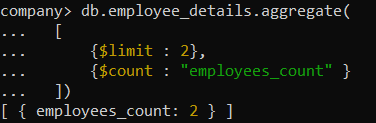 company> db.employee_details.aggregate(
... [
... {$limit : 2},
... {$count : "employees_count" }
... ])
[ { employees_count: 2 } ]